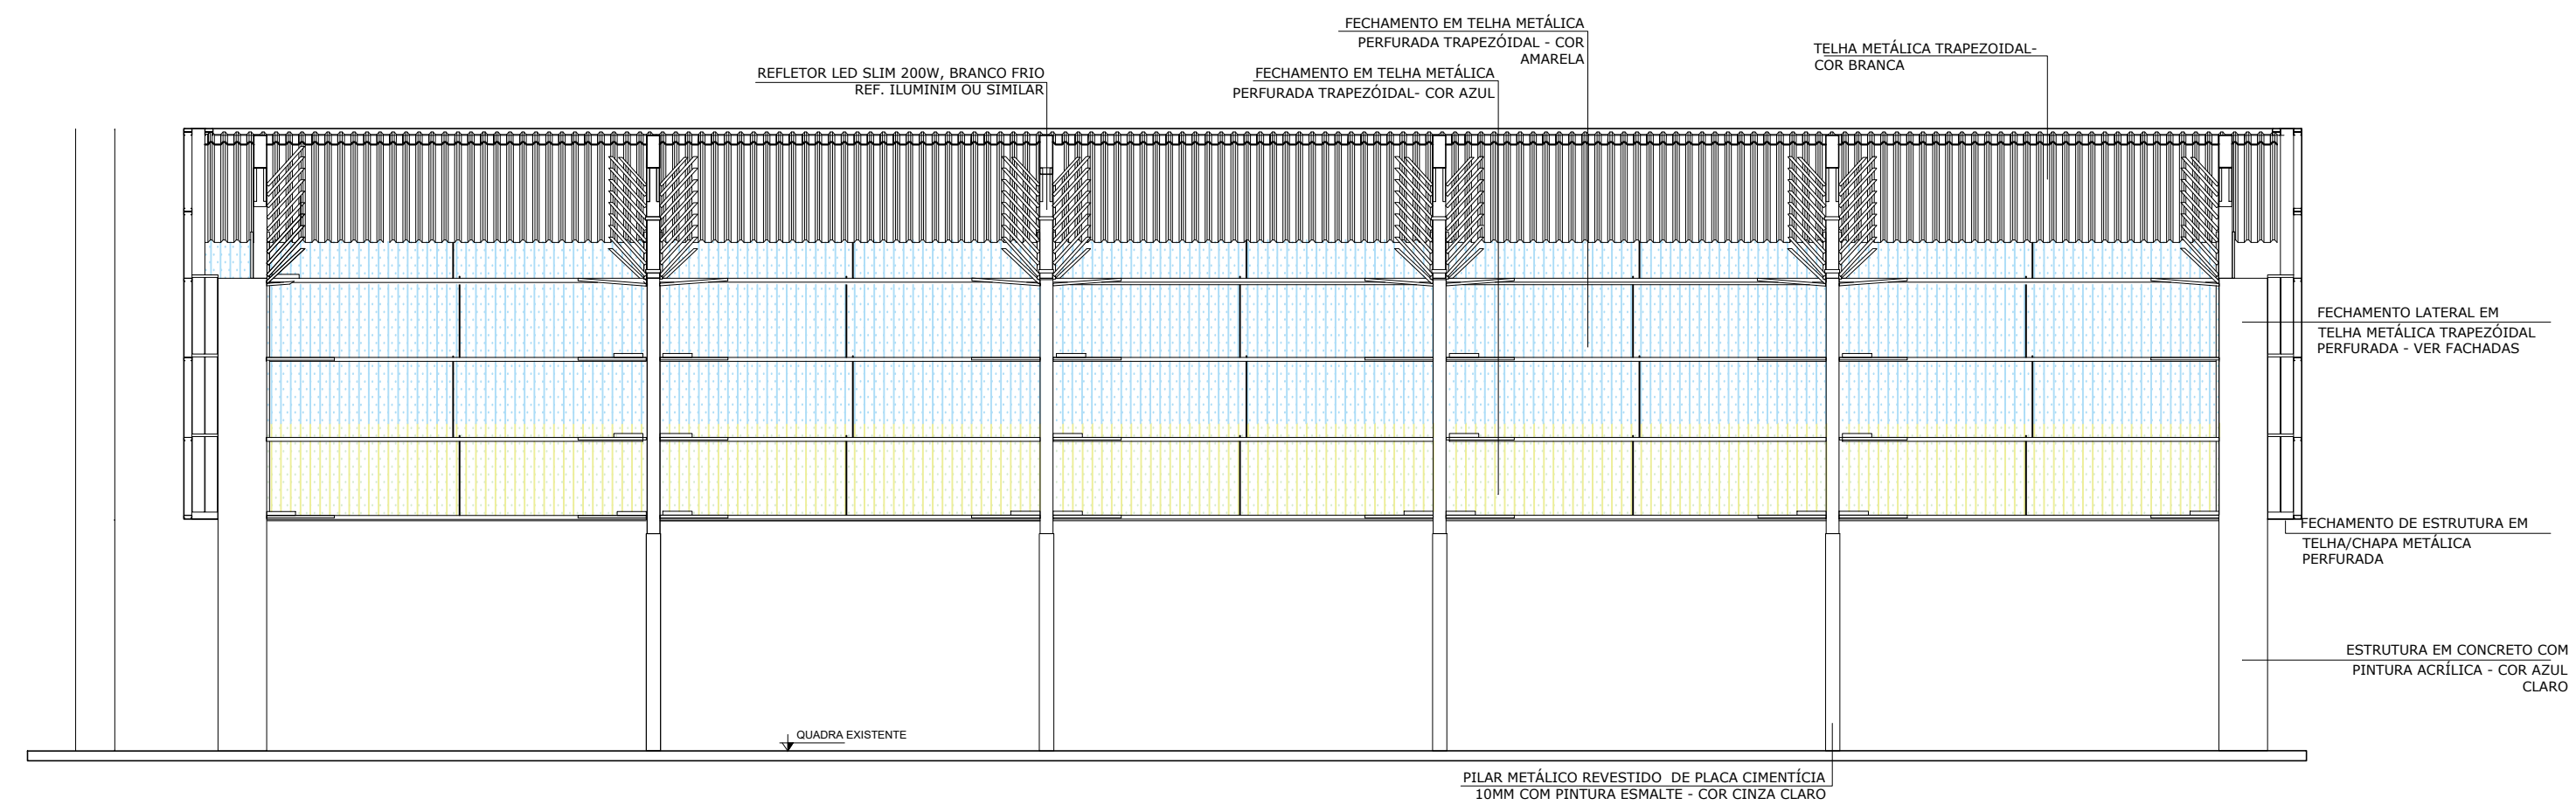 FECHAMENTO EM TELHA METÁLICA
PERFURADA TRAPEZÓIDAL - COR
AMARELA
TELHA METÁLICA TRAPEZOIDAL-
COR BRANCA
REFLETOR LED SLIM 200W, BRANCO FRIO
REF. ILUMINIM OU SIMILAR
FECHAMENTO EM TELHA METÁLICA
PERFURADA TRAPEZÓIDAL- COR AZUL
FECHAMENTO LATERAL EM
TELHA METÁLICA TRAPEZÓIDAL
PERFURADA - VER FACHADAS
FECHAMENTO DE ESTRUTURA EM
TELHA/CHAPA METÁLICA
PERFURADA
ESTRUTURA EM CONCRETO COM
PINTURA ACRÍLICA - COR AZUL
CLARO
QUADRA EXISTENTE
PILAR METÁLICO REVESTIDO DE PLACA CIMENTÍCIA
10MM COM PINTURA ESMALTE - COR CINZA CLARO